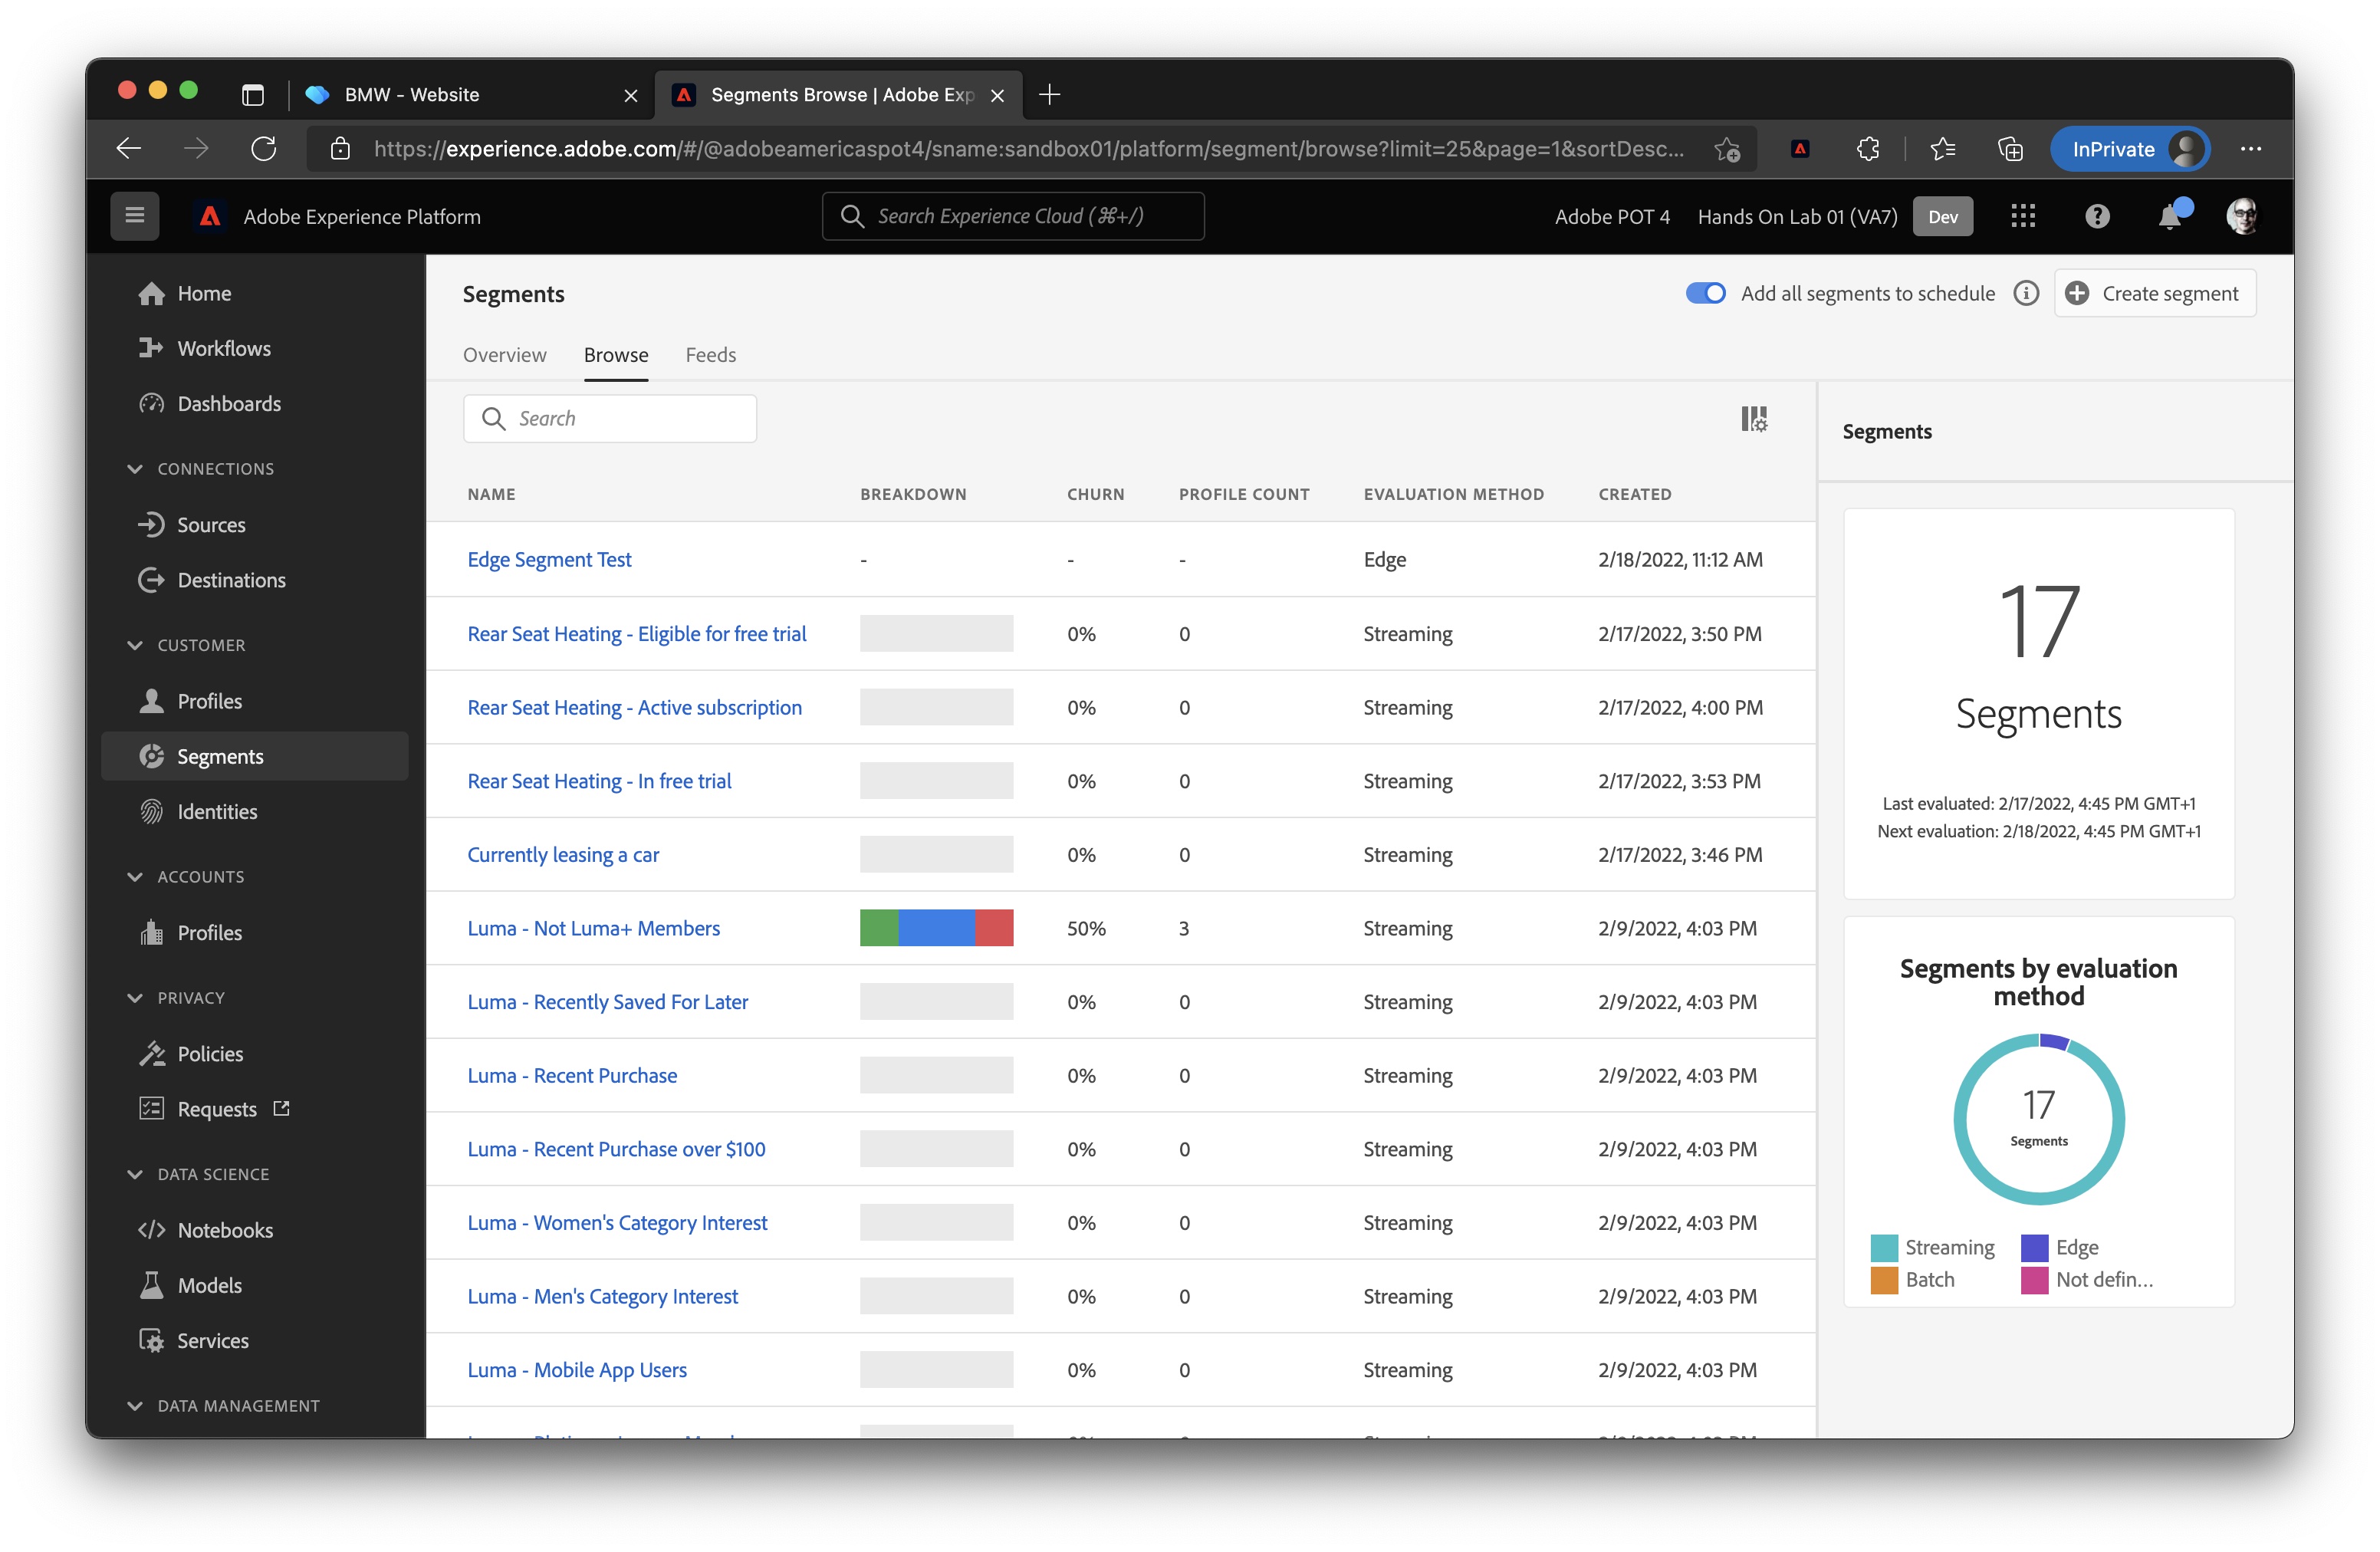 BMW - Website
Segments Browse | Adobe Exp
https://experience.adobe.com/#/@adobeamericaspot4/sname:sandbox01/platform/segment/browse?limit=25&page=1&sortDesc...
InPrivate
Adobe Experience Platform
Search Experience Cloud (⌘+/)
Adobe POT 4
Hands On Lab 01 (VA7)
Dev
Home
Workflows
Dashboards
CONNECTIONS
Sources
Destinations
CUSTOMER
Profiles
Segments
Identities
ACCOUNTS
Profiles
PRIVACY
Policies
Requests
DATA SCIENCE
Notebooks
Models
Services
DATA MANAGEMENT
Segments
Add all segments to schedule
Create segment
Overview Browse Feeds
Search
NAME BREAKDOWN CHURN PROFILE COUNT EVALUATION METHOD CREATED
Edge Segment Test - - - Edge 2/18/2022, 11:12 AM
Rear Seat Heating - Eligible for free trial 0% 0 Streaming 2/17/2022, 3:50 PM
Rear Seat Heating - Active subscription 0% 0 Streaming 2/17/2022, 4:00 PM
Rear Seat Heating - In free trial 0% 0 Streaming 2/17/2022, 3:53 PM
Currently leasing a car 0% 0 Streaming 2/17/2022, 3:46 PM
Luma - Not Luma+ Members 50% 3 Streaming 2/9/2022, 4:03 PM
Luma - Recently Saved For Later 0% 0 Streaming 2/9/2022, 4:03 PM
Luma - Recent Purchase 0% 0 Streaming 2/9/2022, 4:03 PM
Luma - Recent Purchase over $100 0% 0 Streaming 2/9/2022, 4:03 PM
Luma - Women's Category Interest 0% 0 Streaming 2/9/2022, 4:03 PM
Luma - Men's Category Interest 0% 0 Streaming 2/9/2022, 4:03 PM
Luma - Mobile App Users 0% 0 Streaming 2/9/2022, 4:03 PM
Segments
17
Segments
Last evaluated: 2/17/2022, 4:45 PM GMT+1
Next evaluation: 2/18/2022, 4:45 PM GMT+1
Segments by evaluation
method
17
Segments
Streaming Edge
Batch Not defin...